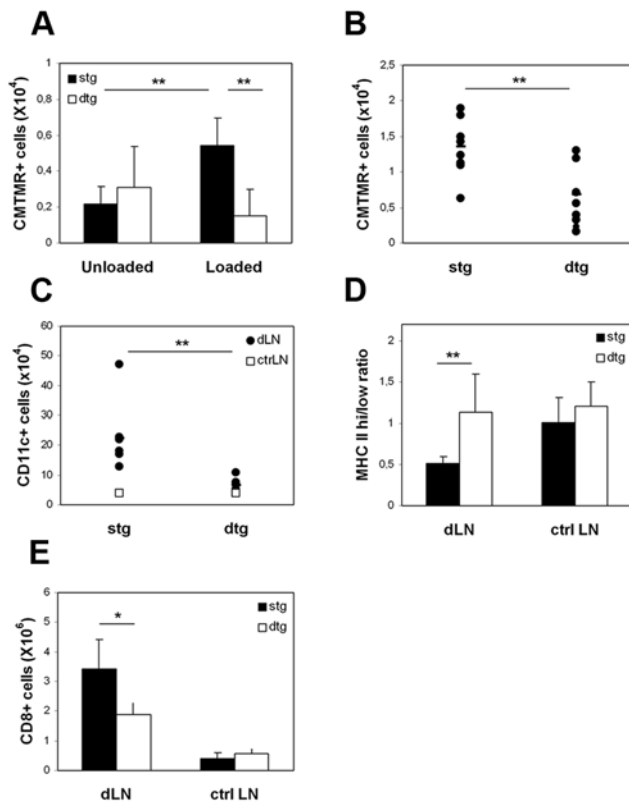 A
CMTMR+ cells (X10⁴)
stg
dtg
**
**
1
0,8
0,6
0,4
0,2
0
Unloaded
Loaded
B
CMTMR+ cells (x10⁴)
**
2,5
2
1,5
1
0,5
0
stg
dtg
C
CD11c+ cells (x10⁴)
**
dLN
ctrLN
60
50
40
30
20
10
0
stg
dtg
D
MHC II hi/low ratio
stg
dtg
**
2
1,5
1
0,5
0
dLN
ctrl LN
E
CD8+ cells (X10⁶)
stg
dtg
*
6
5
4
3
2
1
0
dLN
ctrl LN